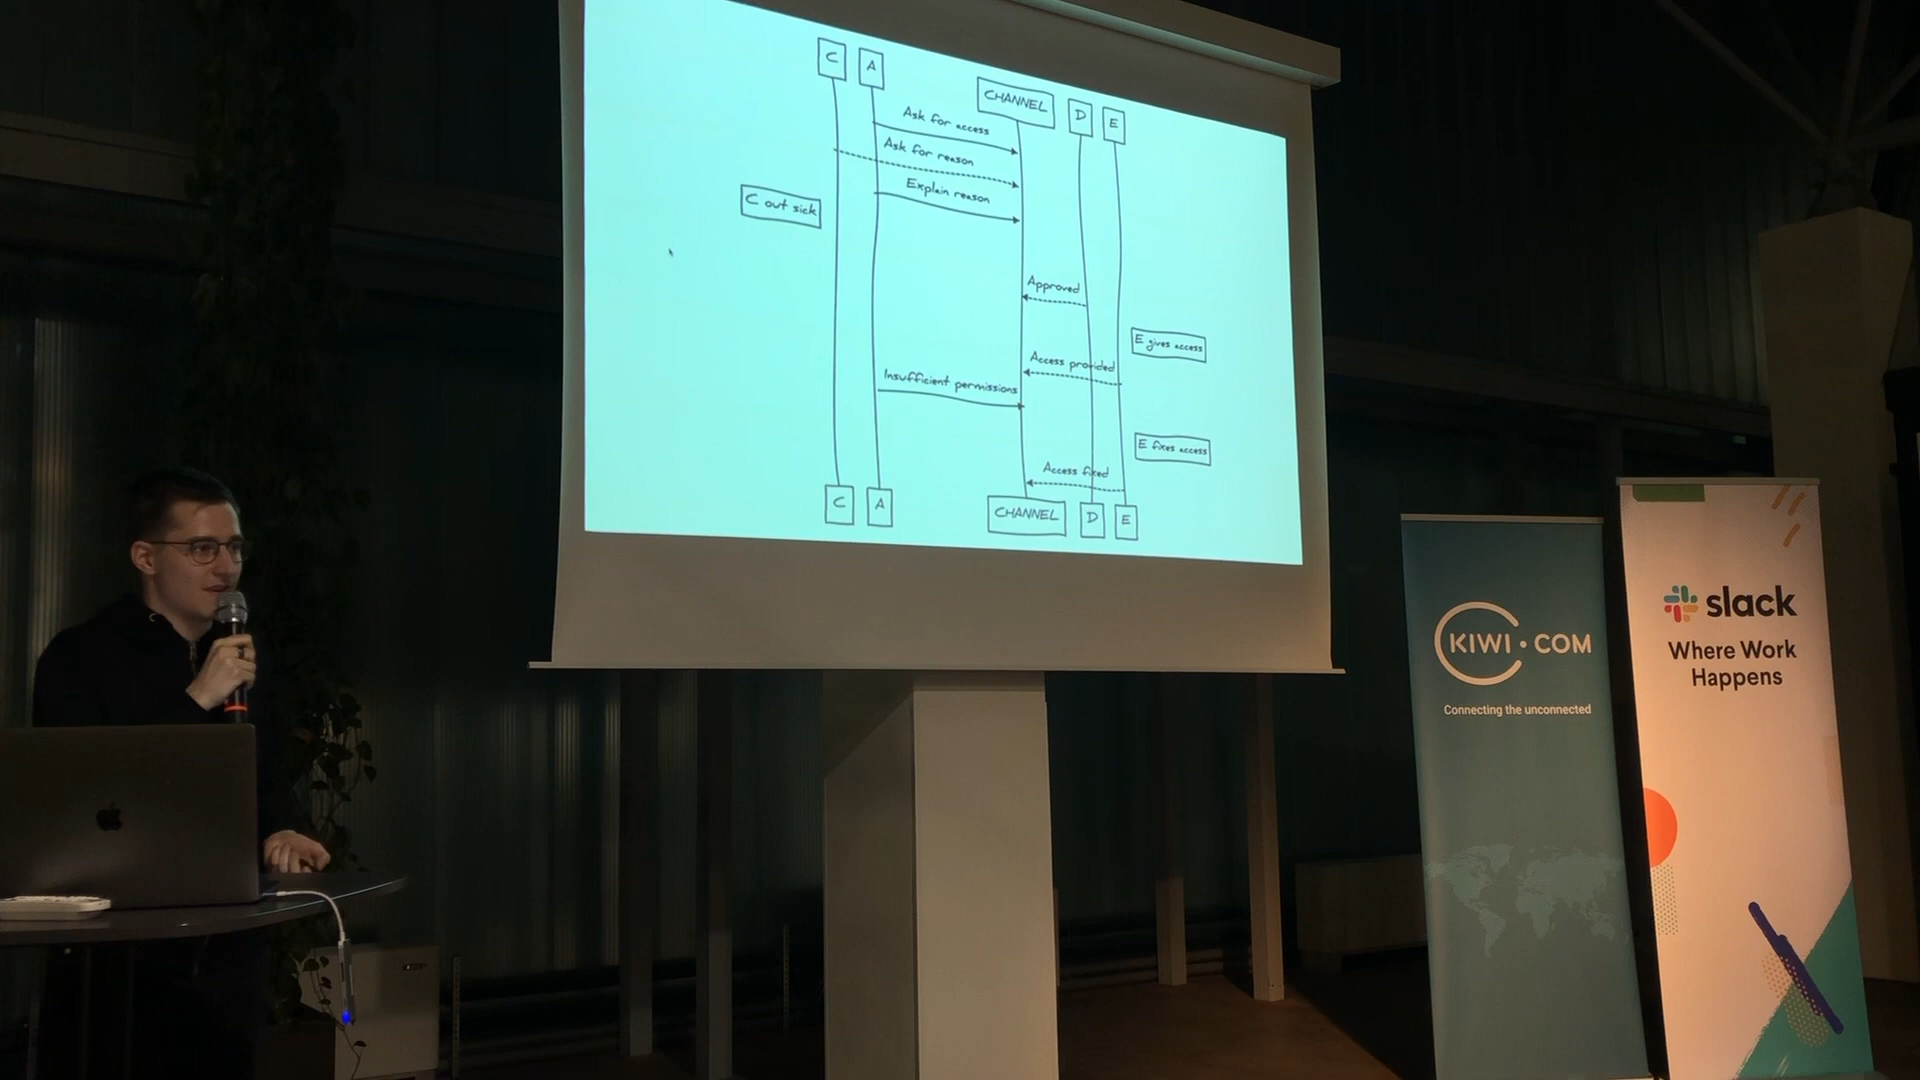 C
A
CHANNEL
D
E
Ask for access
Ask for reason
Explain reason
C out sick
Approved
E gives access
Access provided
Insufficient permissions
E fixes access
Access fixed
C
A
CHANNEL
D
E
KIWI.COM
Connecting the unconnected
slack
Where Work
Happens